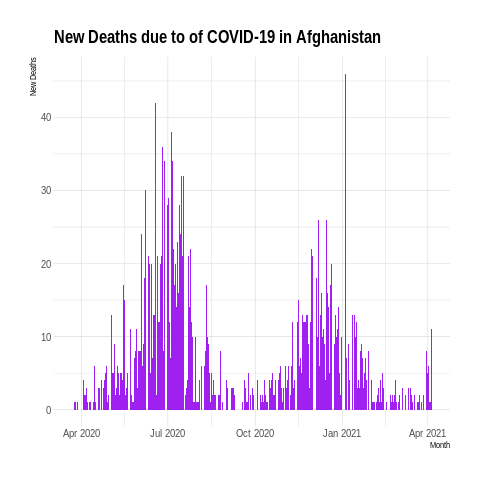 New Deaths due to of COVID-19 in Afghanistan
New Deaths
40
30
20
10
0
Apr 2020 Jul 2020 Oct 2020 Jan 2021 Apr 2021
Month